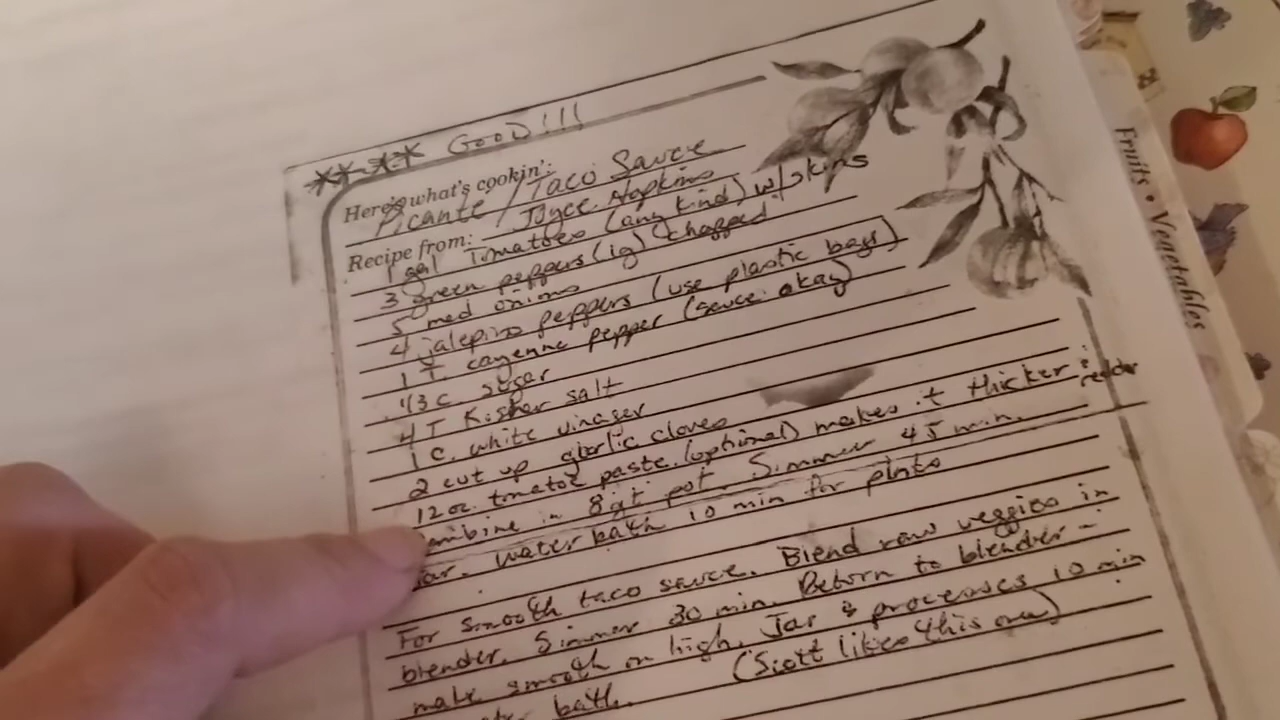 **** GooD!!!
Here's what's cookin':
Picante / Taco Sauce
Recipe from: Joyce Hopkins
1 gal Tomatoes (any kind) w/skins
3 green peppers (lg) chopped
5 med onions
4 jalepino peppers (use plastic bags)
1 T. cayenne pepper (sauce okay)
1/3 c. sugar
4 T Kosher salt
1 c. white vinager
2 cut up garlic cloves
12 oz. tomatoe paste (optional) makes it thicker & redder
mbine in 8 qt pot. Simmer 45 min.
ar. water bath 10 min for pints
For smooth taco sauce. Blend raw veggies in
blender. Simmer 30 min. Return to blender -
make smooth on high. Jar & processes 10 min
bath. (Scott likes this one)
Fruits • Vegetables